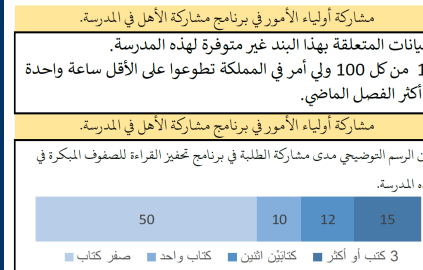 مشاركة أولياء الأمور في برنامج مشاركة الأهل في المدرسة.
المتعلقة بهذا البند غير متوفرة لهذه المدرسة.
من كل 100 ولي أمر في المملكة تطوعوا على الأقل ساعة واحدة
أكثر الفصل الماضي.
مشاركة أولياء الأمور في برنامج مشاركة الأهل في المدرسة.
الرسم التوضيحي مدى مشاركة الطلبة في برنامج تحفيز القراءة للصفوف المبكرة في
المدرسة.
50 10 12 15
3 كتب أو أكثر كتابَيْن اثنين كتاب واحد صفر كتاب